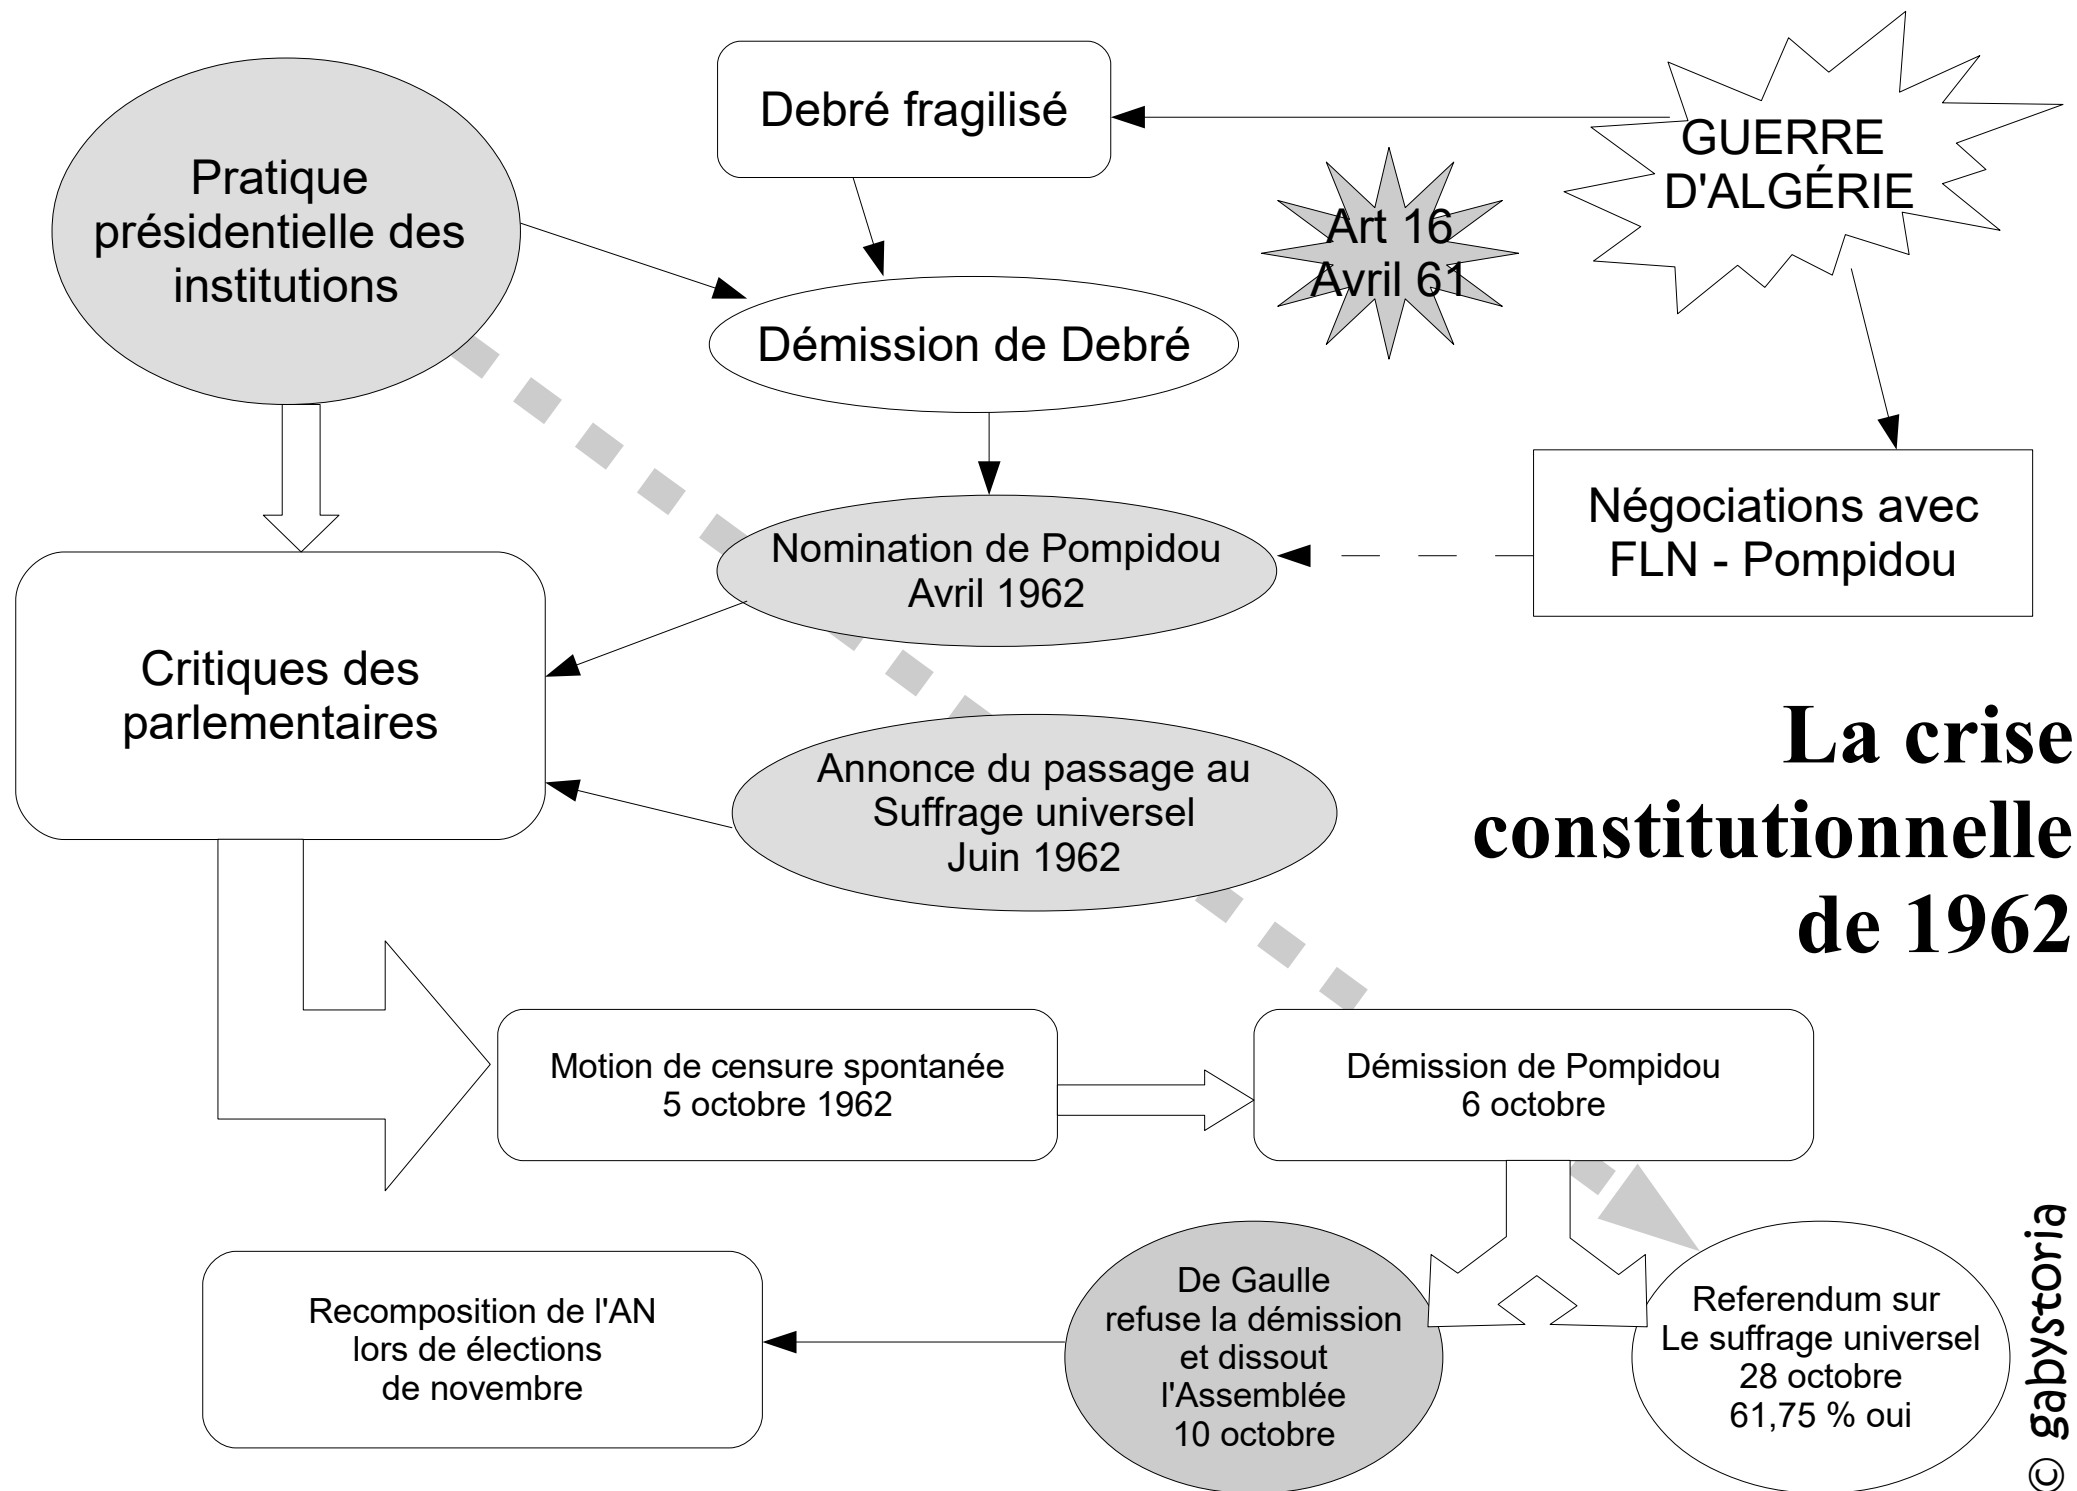 Debré fragilisé
GUERRE
D'ALGÉRIE
Pratique
présidentielle des
institutions
Art 16
Avril 61
Démission de Debré
Négociations avec
FLN - Pompidou
Nomination de Pompidou
Avril 1962
Critiques des
parlementaires
Annonce du passage au
Suffrage universel
Juin 1962
La crise
constitutionnelle
de 1962
Motion de censure spontanée
5 octobre 1962
Démission de Pompidou
6 octobre
Recomposition de l'AN
lors de élections
de novembre
De Gaulle
refuse la démission
et dissout
l'Assemblée
10 octobre
Referendum sur
Le suffrage universel
28 octobre
61,75 % oui
© gabystoria